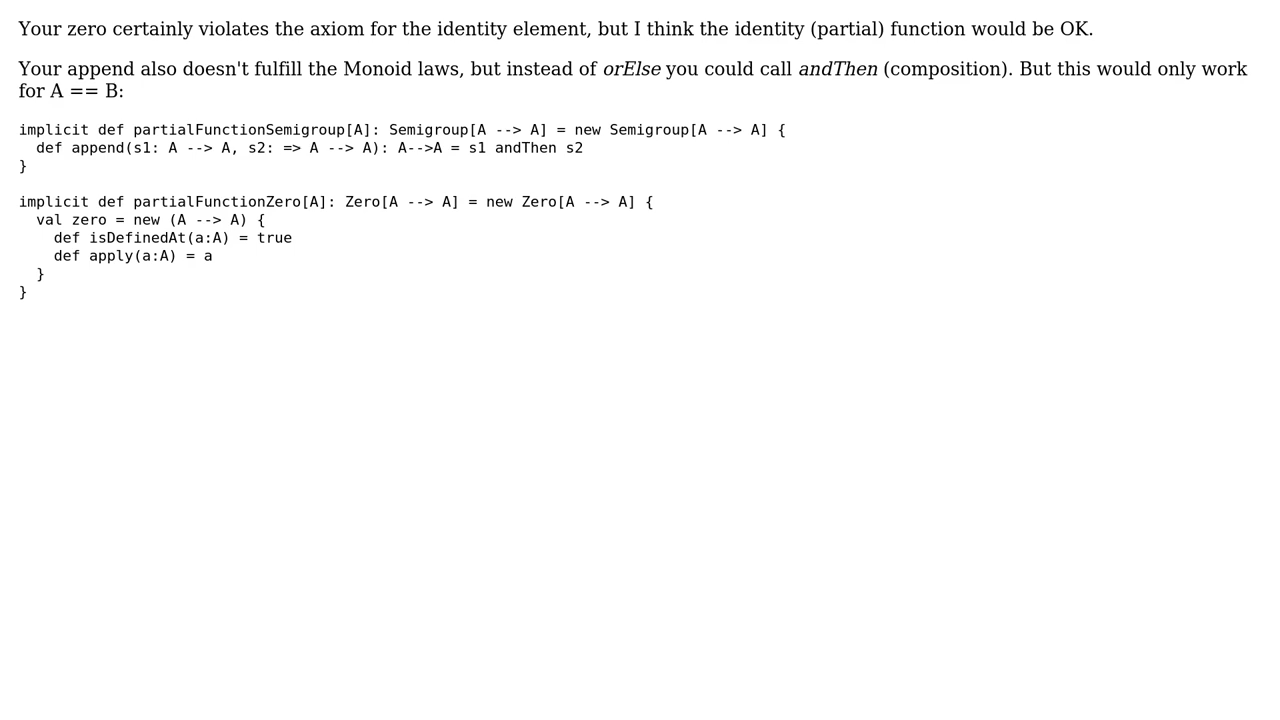 Your zero certainly violates the axiom for the identity element, but I think the identity (partial) function would be OK.
Your append also doesn't fulfill the Monoid laws, but instead of orElse you could call andThen (composition). But this would only work
for A == B:
implicit def partialFunctionSemigroup[A]: Semigroup[A --> A] = new Semigroup[A --> A] {
  def append(s1: A --> A, s2: => A --> A): A-->A = s1 andThen s2
}
implicit def partialFunctionZero[A]: Zero[A --> A] = new Zero[A --> A] {
  val zero = new (A --> A) {
    def isDefinedAt(a:A) = true
    def apply(a:A) = a
  }
}